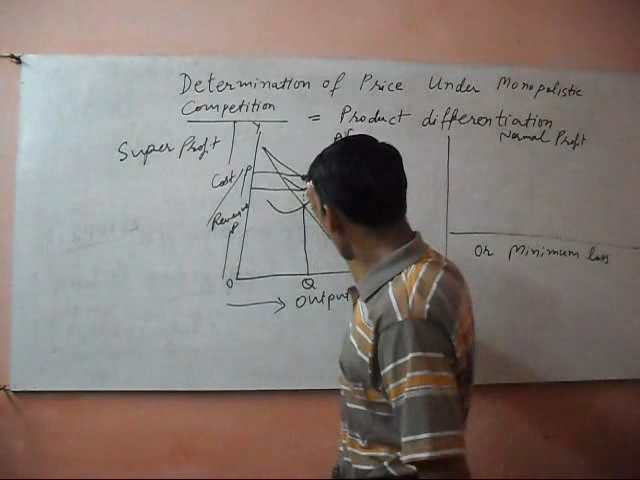 Determination of Price Under Monopolistic
Competition = Product differentiation
Super Profit
Normal Profit
Y
Cost
P
Revenue
P
Or Minimum loss
O
Q
Output